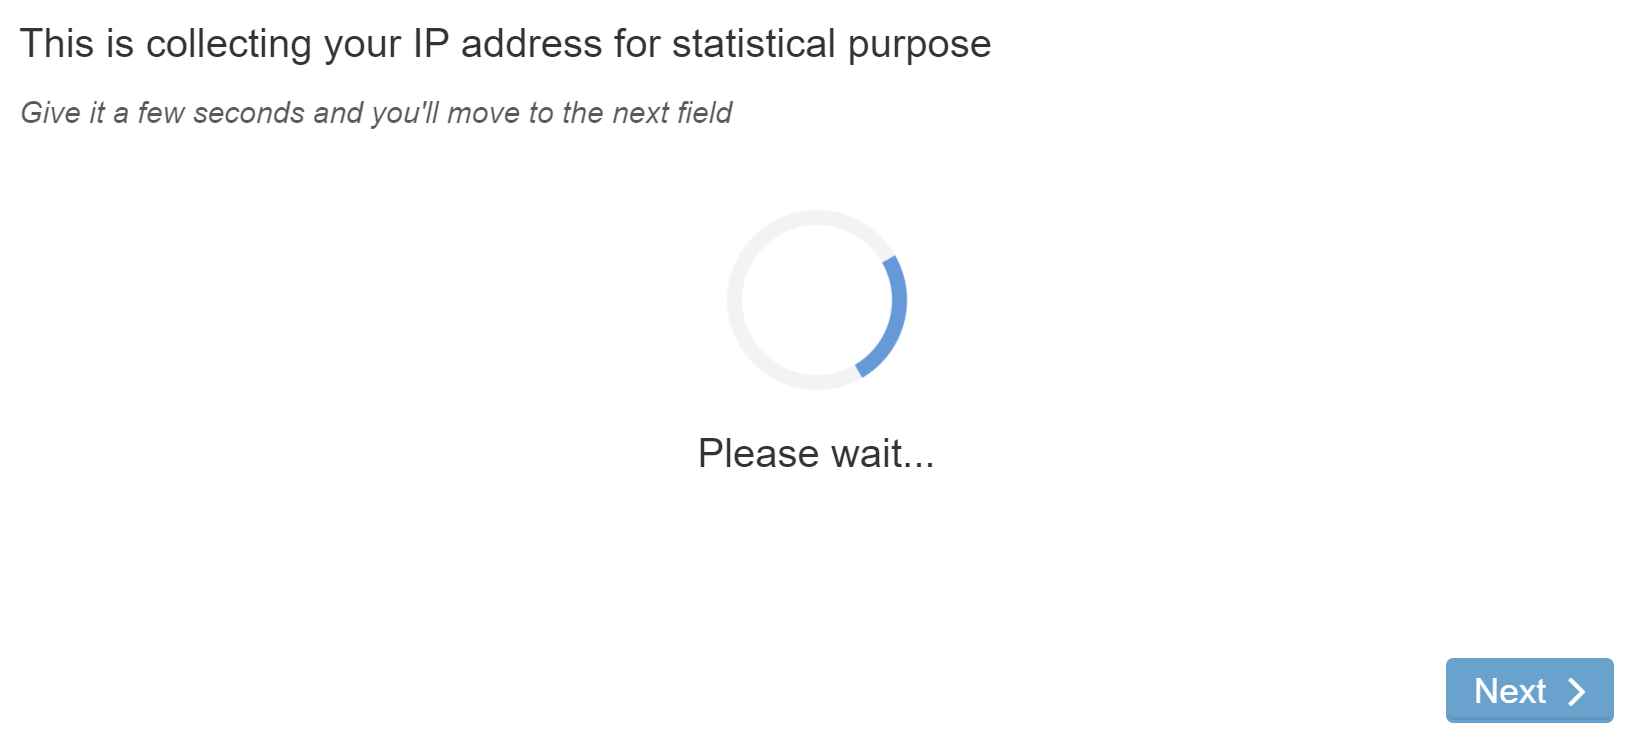 This is collecting your IP address for statistical purpose
Give it a few seconds and you'll move to the next field
Please wait...
Next